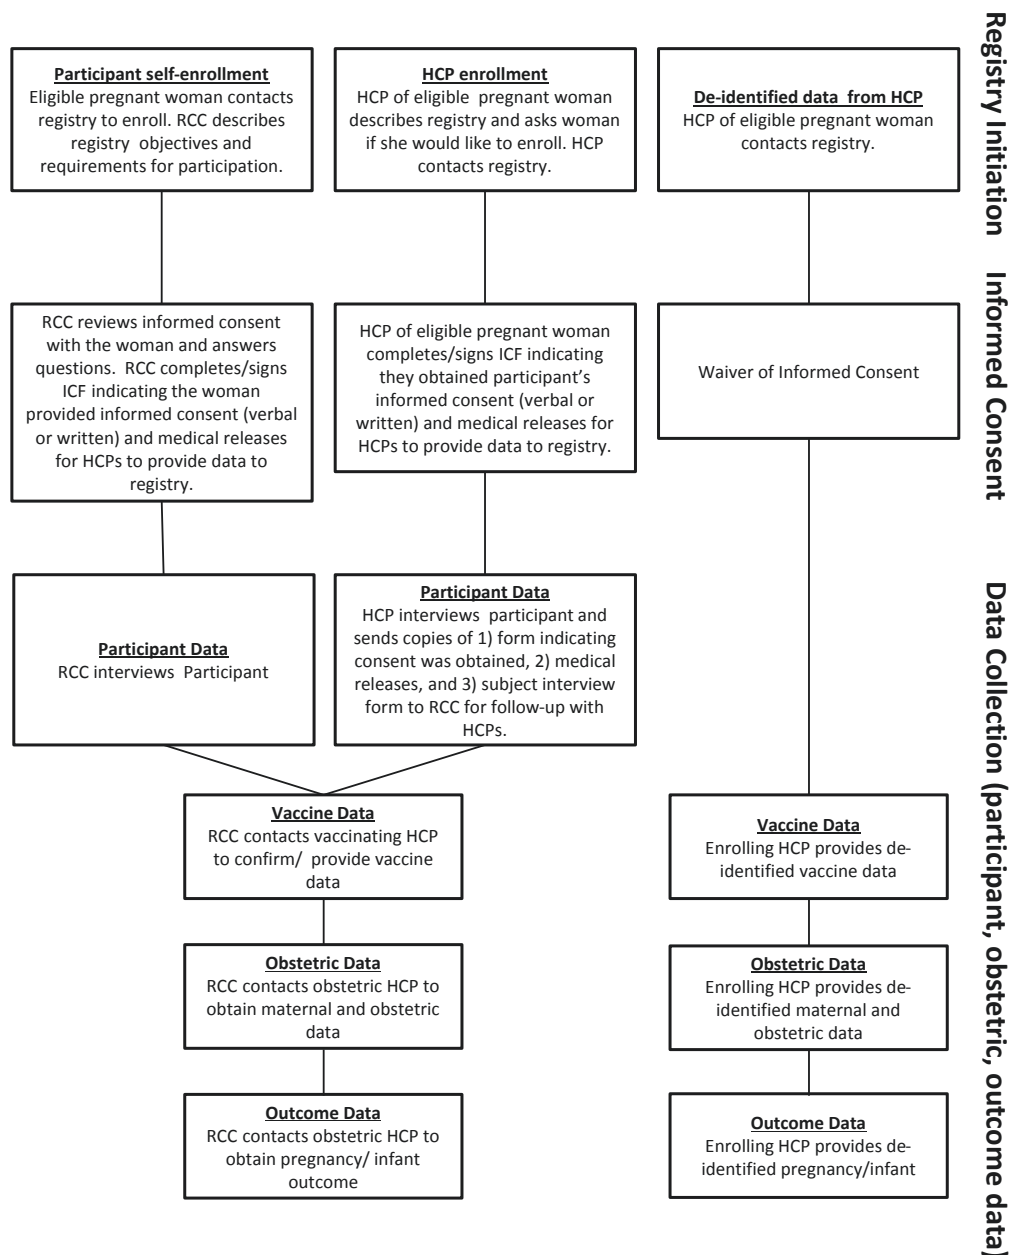 Registry Initiation
Participant self-enrollment
Eligible pregnant woman contacts
registry to enroll. RCC describes
registry objectives and
requirements for participation.
HCP enrollment
HCP of eligible pregnant woman
describes registry and asks woman
if she would like to enroll. HCP
contacts registry.
De-identified data from HCP
HCP of eligible pregnant woman
contacts registry.
Informed Consent
RCC reviews informed consent
with the woman and answers
questions. RCC completes/signs
ICF indicating the woman
provided informed consent (verbal
or written) and medical releases
for HCPs to provide data to
registry.
HCP of eligible pregnant woman
completes/signs ICF indicating
they obtained participant's
informed consent (verbal or
written) and medical releases for
HCPs to provide data to registry.
Waiver of Informed Consent
Data Collection (participant, obstetric, outcome data)
Participant Data
RCC interviews Participant
Participant Data
HCP interviews participant and
sends copies of 1) form indicating
consent was obtained, 2) medical
releases, and 3) subject interview
form to RCC for follow-up with
HCPs.
Vaccine Data
RCC contacts vaccinating HCP
to confirm/ provide vaccine
data
Vaccine Data
Enrolling HCP provides de-
identified vaccine data
Obstetric Data
RCC contacts obstetric HCP to
obtain maternal and obstetric
data
Obstetric Data
Enrolling HCP provides de-
identified maternal and
obstetric data
Outcome Data
RCC contacts obstetric HCP to
obtain pregnancy/ infant
outcome
Outcome Data
Enrolling HCP provides de-
identified pregnancy/infant